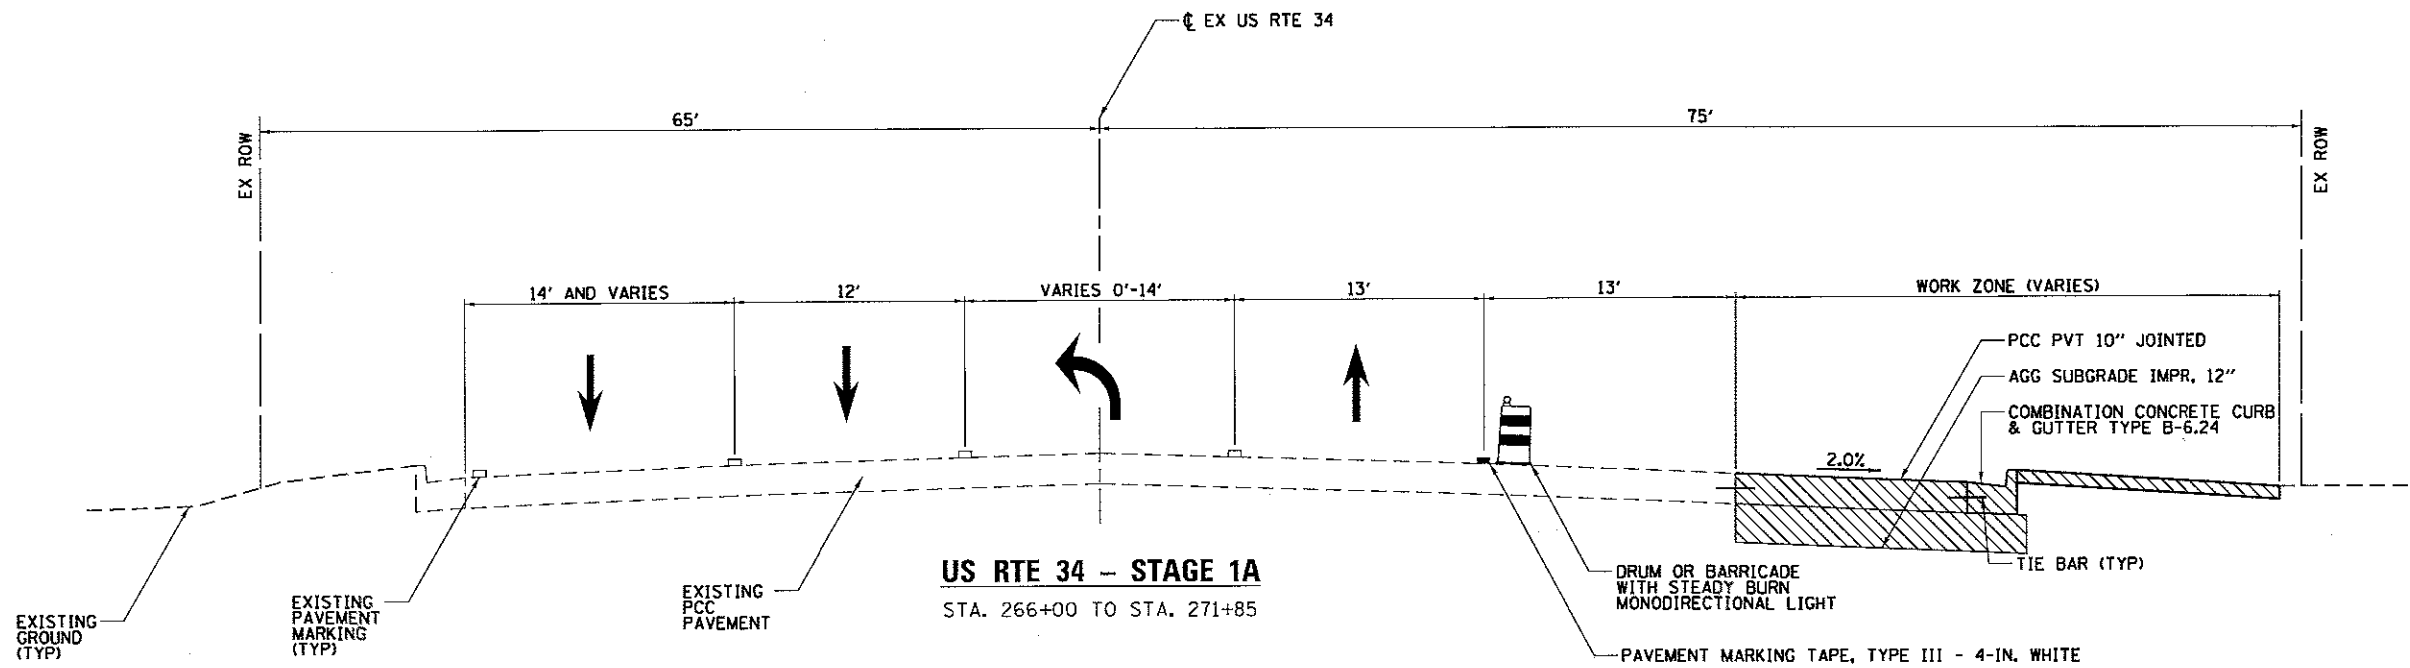 ℄ EX US RTE 34
65'
75'
EX ROW
EX ROW
14' AND VARIES
12'
VARIES 0'-14'
13'
13'
WORK ZONE (VARIES)
PCC PVT 10" JOINTED
AGG SUBGRADE IMPR, 12"
COMBINATION CONCRETE CURB
& GUTTER TYPE B-6.24
2.0%
TIE BAR (TYP)
US RTE 34 - STAGE 1A
STA. 266+00 TO STA. 271+85
EXISTING
GROUND
(TYP)
EXISTING
PAVEMENT
MARKING
(TYP)
EXISTING
PCC
PAVEMENT
DRUM OR BARRICADE
WITH STEADY BURN
MONODIRECTIONAL LIGHT
PAVEMENT MARKING TAPE, TYPE III - 4-IN. WHITE